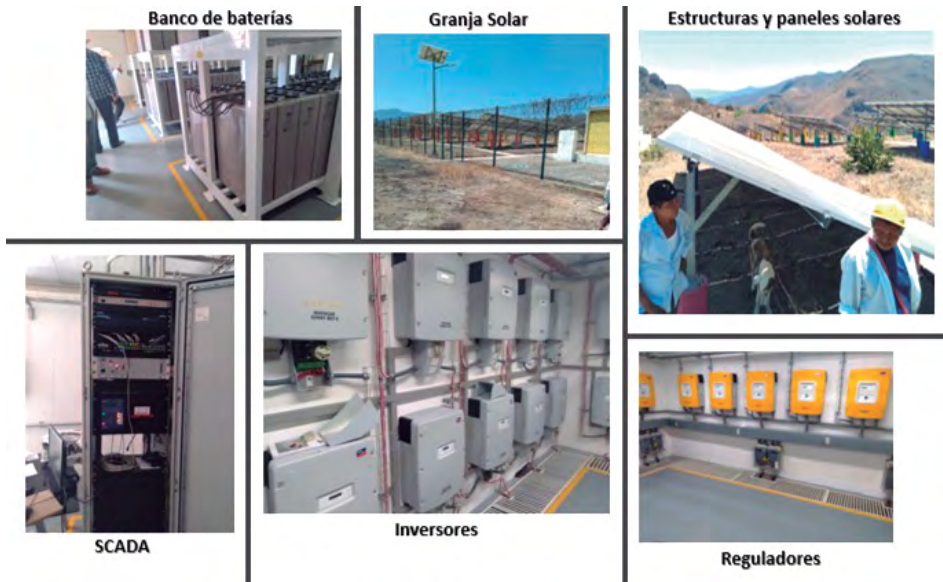 Banco de baterías
Granja Solar
Estructuras y paneles solares
SCADA
Inversores
Reguladores